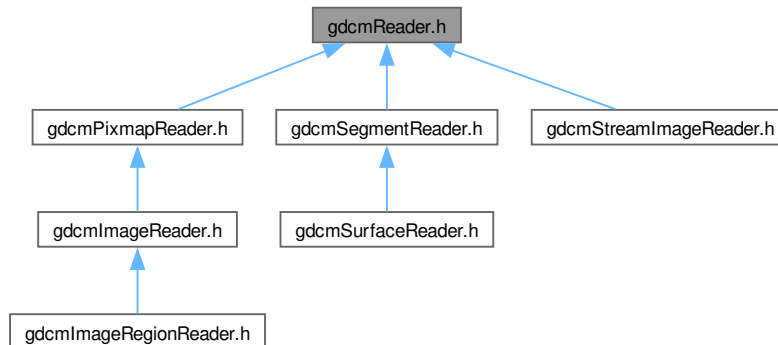 gdcmReader.h
gdcmPixmapReader.h
gdcmSegmentReader.h
gdcmStreamImageReader.h
gdcmImageReader.h
gdcmSurfaceReader.h
gdcmImageRegionReader.h